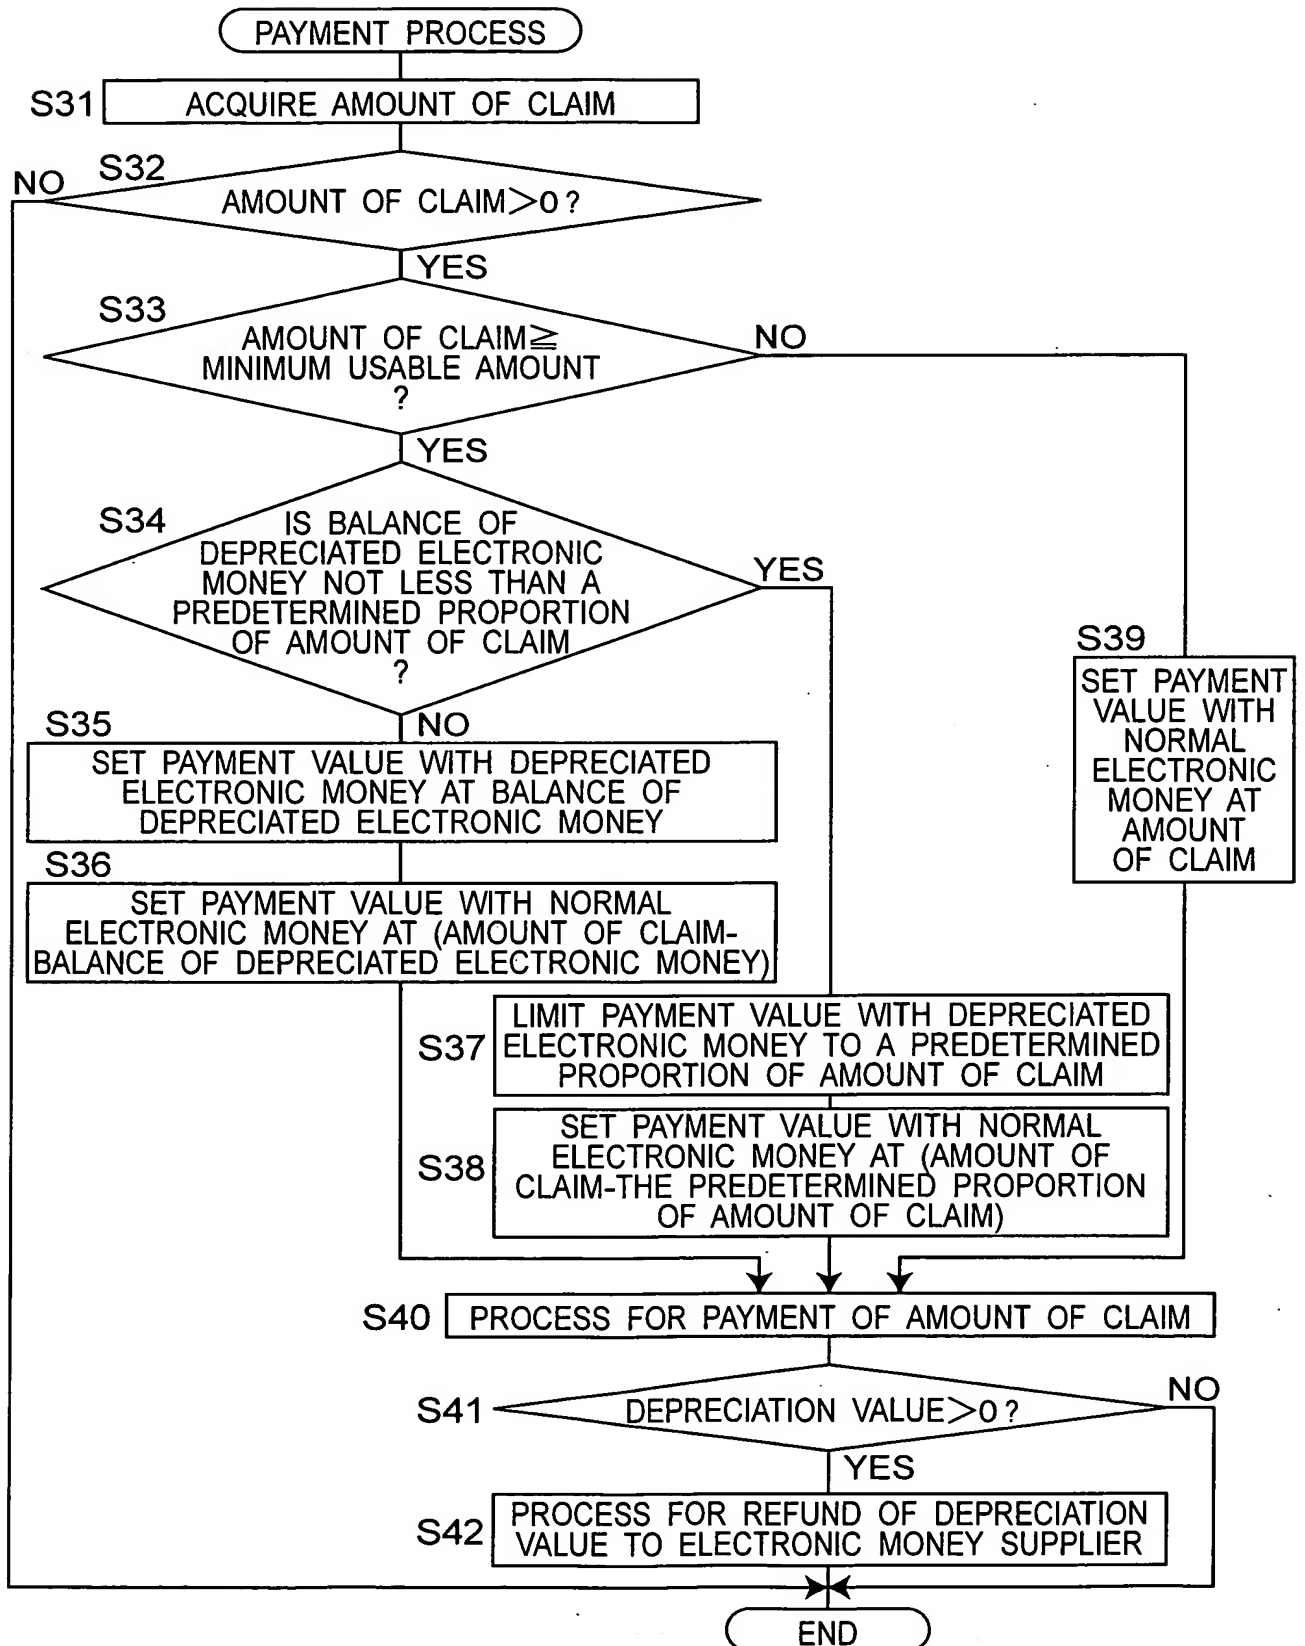 PAYMENT PROCESS
S31
ACQUIRE AMOUNT OF CLAIM
S32
NO
AMOUNT OF CLAIM>0?
YES
S33
AMOUNT OF CLAIM≧
MINIMUM USABLE AMOUNT
?
NO
YES
S34
IS BALANCE OF
DEPRECIATED ELECTRONIC
MONEY NOT LESS THAN A
PREDETERMINED PROPORTION
OF AMOUNT OF CLAIM
?
YES
NO
S35
SET PAYMENT VALUE WITH DEPRECIATED
ELECTRONIC MONEY AT BALANCE OF
DEPRECIATED ELECTRONIC MONEY
S36
SET PAYMENT VALUE WITH NORMAL
ELECTRONIC MONEY AT (AMOUNT OF CLAIM-
BALANCE OF DEPRECIATED ELECTRONIC MONEY)
S39
SET PAYMENT
VALUE WITH
NORMAL
ELECTRONIC
MONEY AT
AMOUNT
OF CLAIM
S37
LIMIT PAYMENT VALUE WITH DEPRECIATED
ELECTRONIC MONEY TO A PREDETERMINED
PROPORTION OF AMOUNT OF CLAIM
S38
SET PAYMENT VALUE WITH NORMAL
ELECTRONIC MONEY AT (AMOUNT OF
CLAIM-THE PREDETERMINED PROPORTION
OF AMOUNT OF CLAIM)
S40
PROCESS FOR PAYMENT OF AMOUNT OF CLAIM
S41
DEPRECIATION VALUE>0?
NO
YES
S42
PROCESS FOR REFUND OF DEPRECIATION
VALUE TO ELECTRONIC MONEY SUPPLIER
END